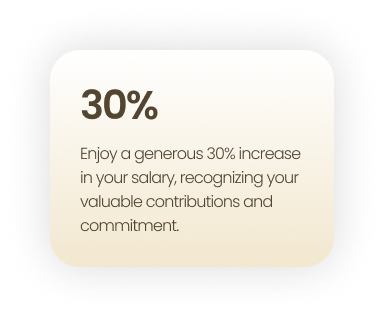 30%
Enjoy a generous 30% increase
in your salary, recognizing your
valuable contributions and
commitment.